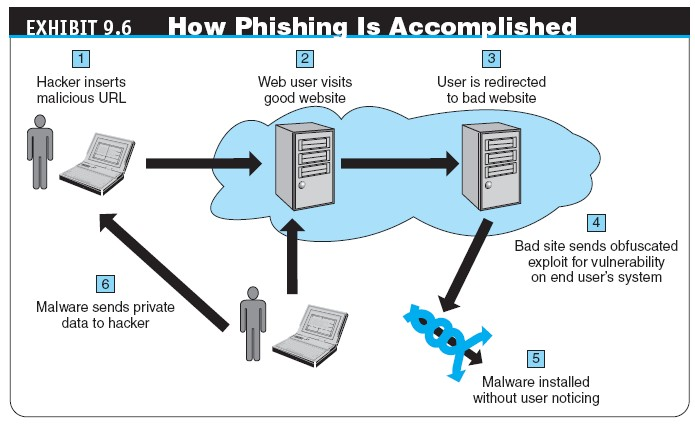 EXHIBIT 9.6 How Phishing Is Accomplished
1
Hacker inserts
malicious URL
2
Web user visits
good website
3
User is redirected
to bad website
4
Bad site sends obfuscated
exploit for vulnerability
on end user's system
5
Malware installed
without user noticing
6
Malware sends private
data to hacker